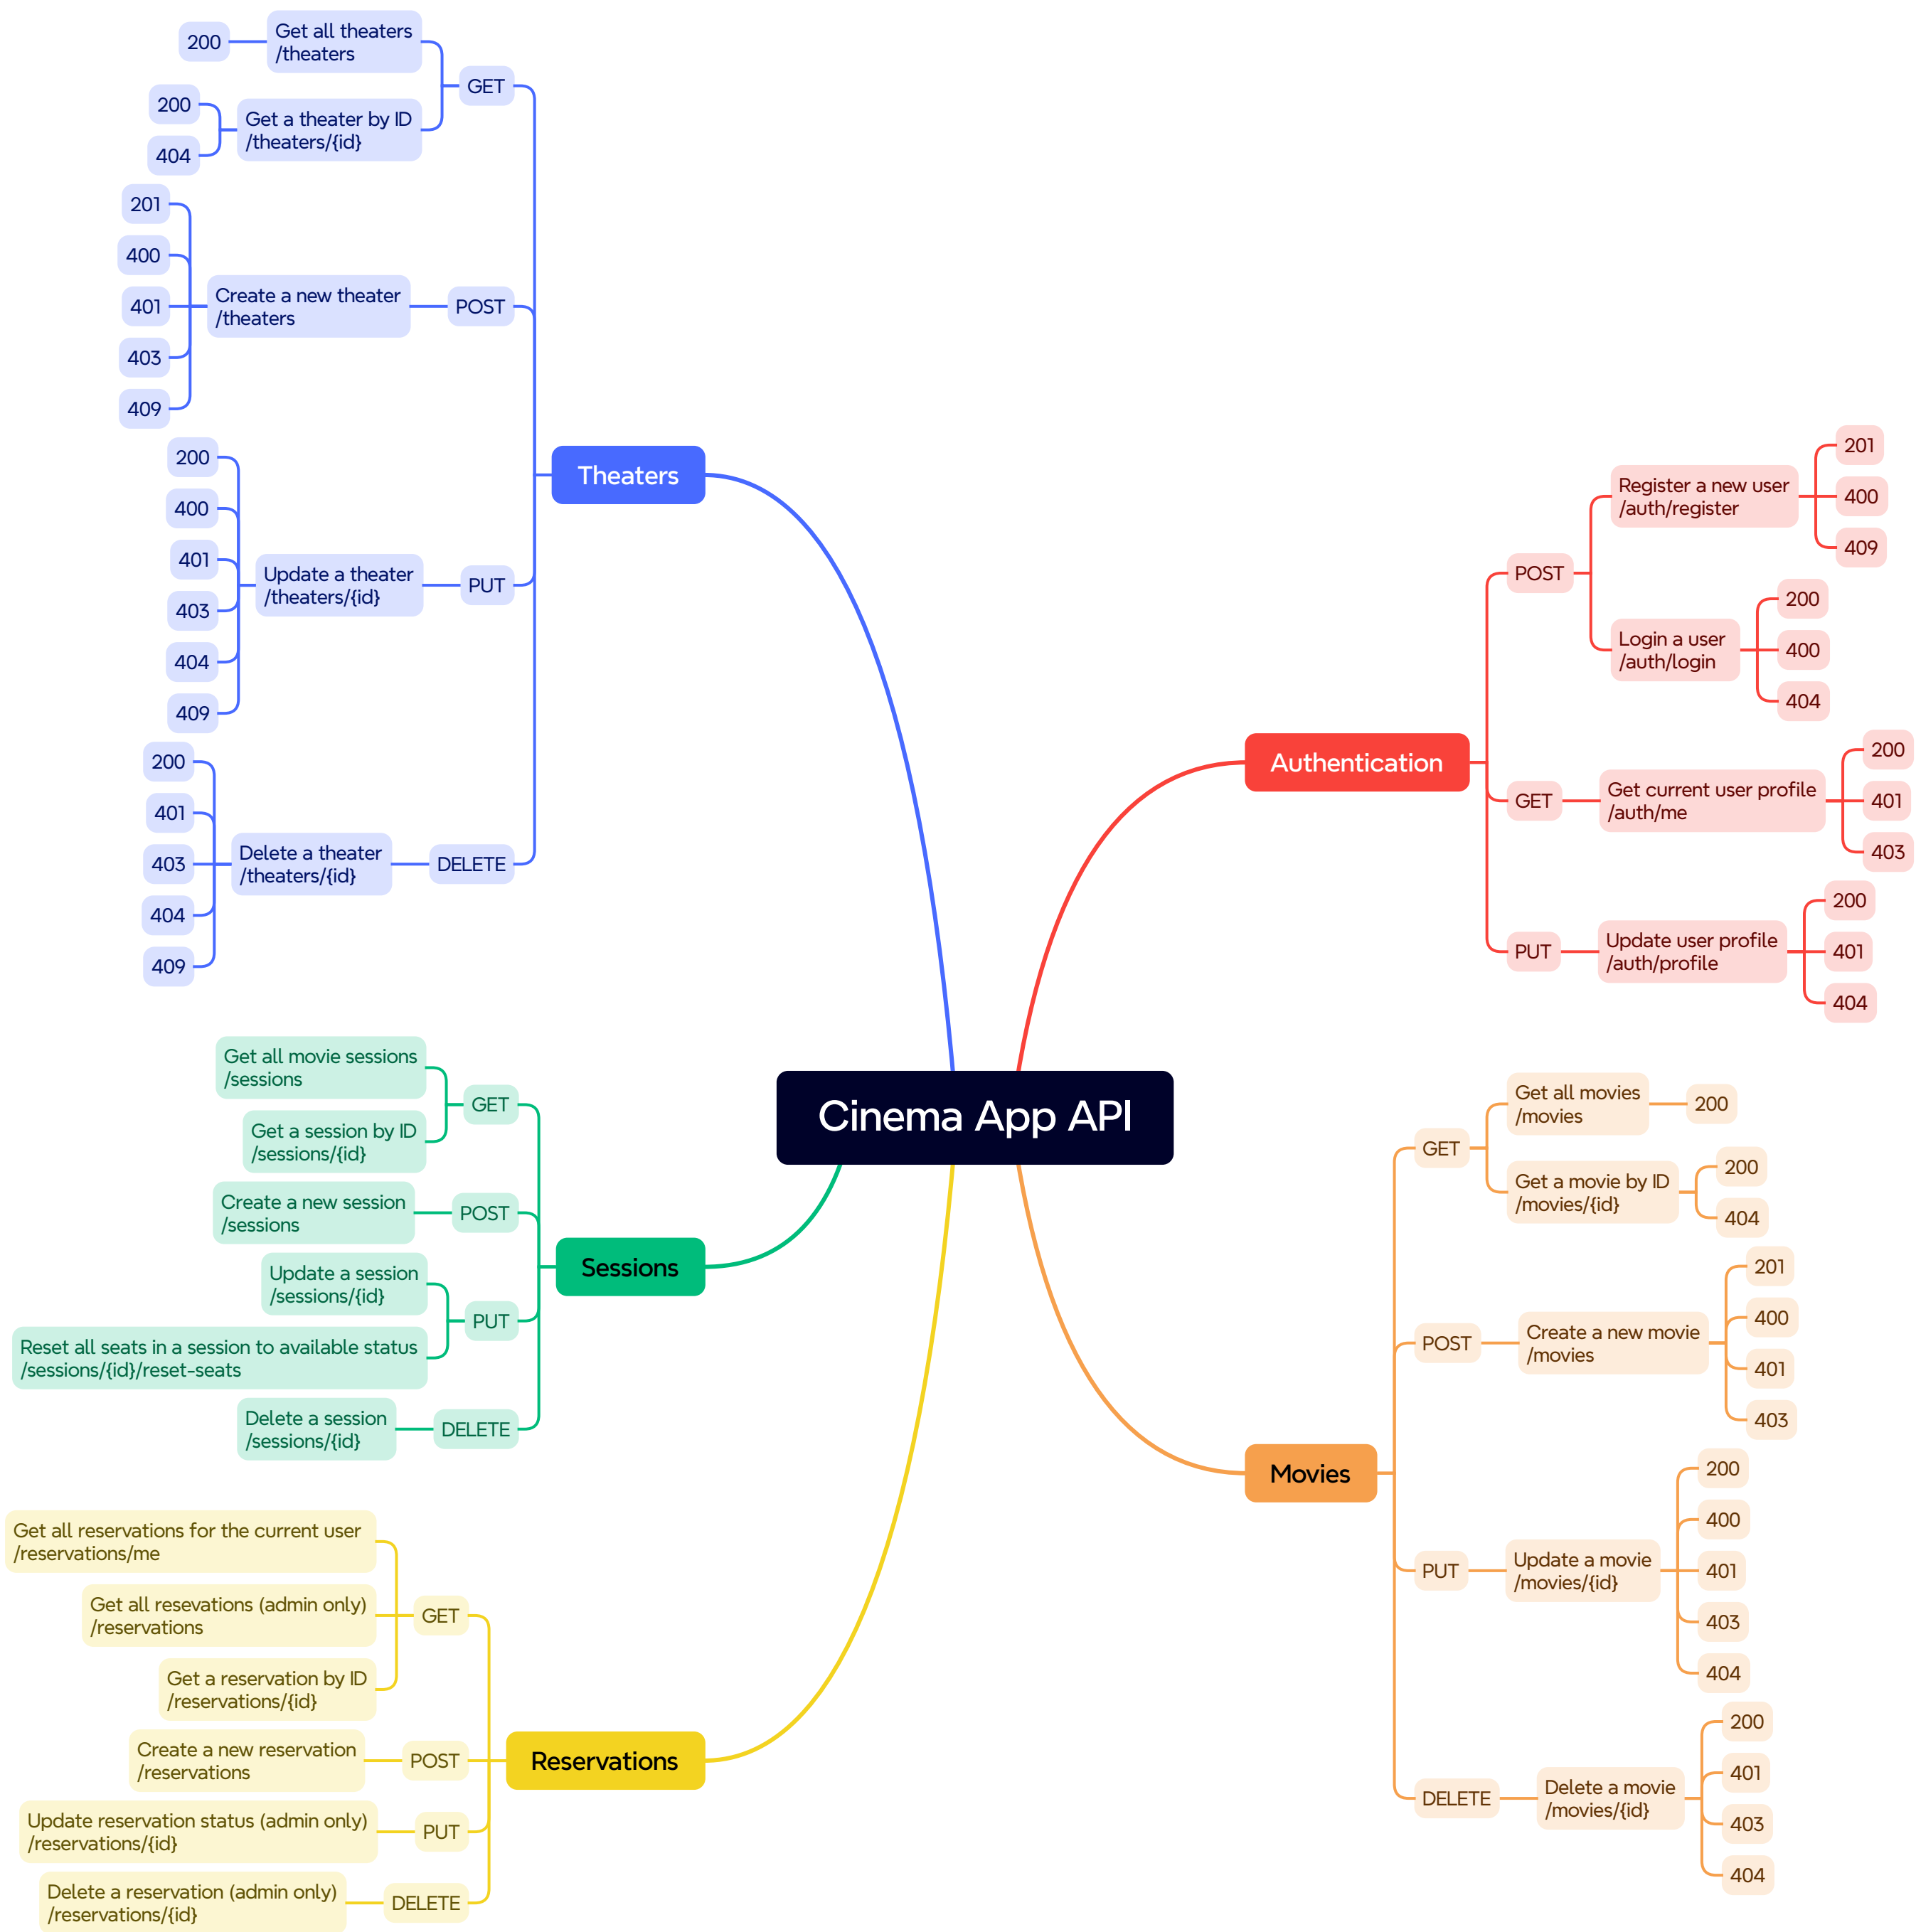 Cinema App API
Authentication
POST
Register a new user
/auth/register
201
400
409
Login a user
/auth/login
200
400
404
GET
Get current user profile
/auth/me
200
401
403
PUT
Update user profile
/auth/profile
200
401
404
Movies
GET
Get all movies
/movies
200
Get a movie by ID
/movies/{id}
200
404
POST
Create a new movie
/movies
201
400
401
403
PUT
Update a movie
/movies/{id}
200
400
401
403
404
DELETE
Delete a movie
/movies/{id}
200
401
403
404
Theaters
GET
Get all theaters
/theaters
200
Get a theater by ID
/theaters/{id}
200
404
POST
Create a new theater
/theaters
201
400
401
403
409
PUT
Update a theater
/theaters/{id}
200
400
401
403
404
409
DELETE
Delete a theater
/theaters/{id}
200
401
403
404
409
Sessions
GET
Get all movie sessions
/sessions
Get a session by ID
/sessions/{id}
POST
Create a new session
/sessions
PUT
Update a session
/sessions/{id}
Reset all seats in a session to available status
/sessions/{id}/reset-seats
DELETE
Delete a session
/sessions/{id}
Reservations
GET
Get all reservations for the current user
/reservations/me
Get all resevations (admin only)
/reservations
Get a reservation by ID
/reservations/{id}
POST
Create a new reservation
/reservations
PUT
Update reservation status (admin only)
/reservations/{id}
DELETE
Delete a reservation (admin only)
/reservations/{id}